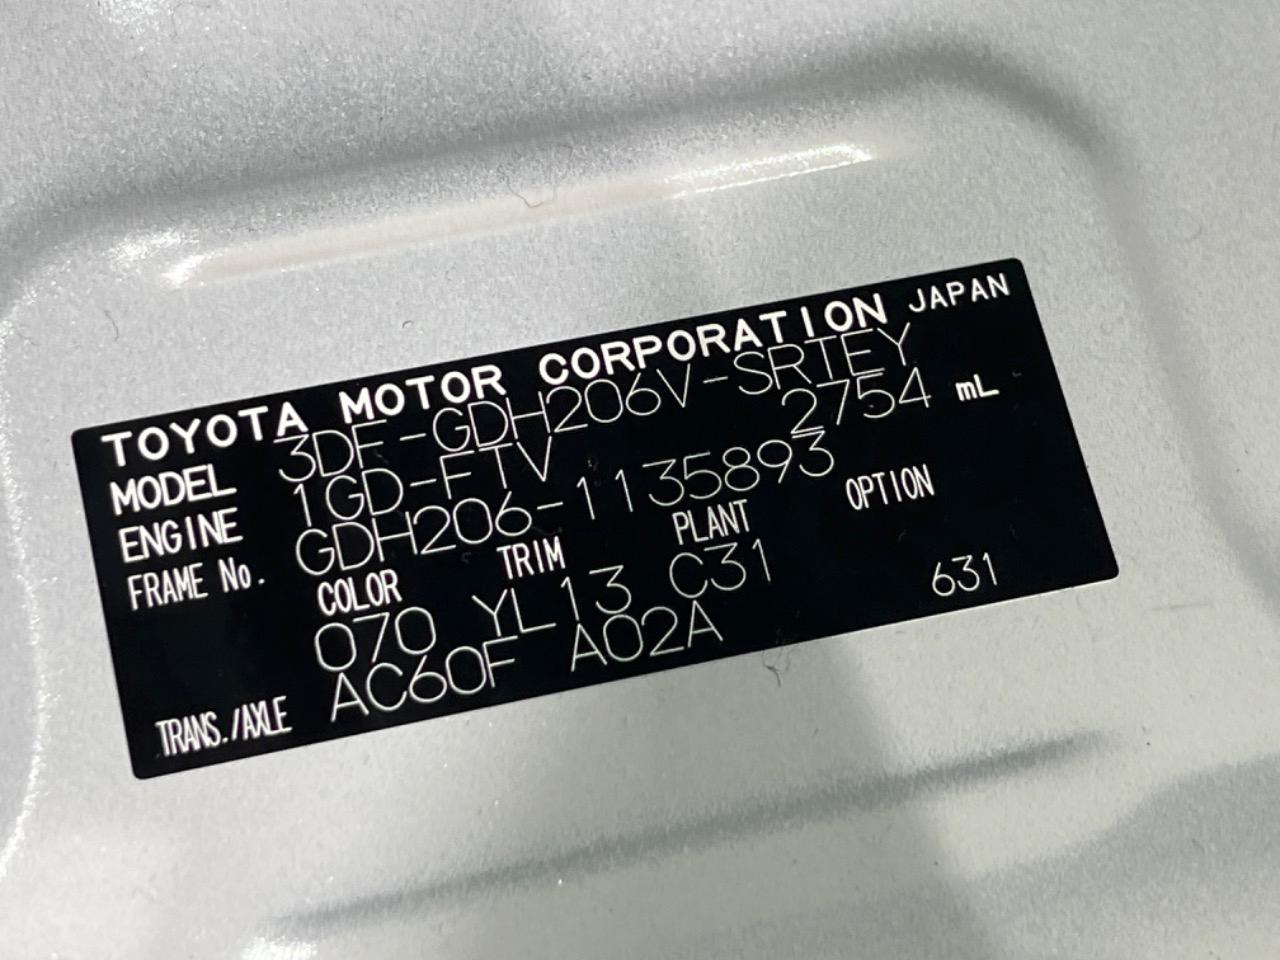 TOYOTA MOTOR CORPORATION JAPAN
MODEL 3DF-GDH206V-SRTEY
ENGINE 1GD-FTV 2754 mL
FRAME No. GDH206-1135893
COLOR TRIM PLANT OPTION
070 YL13 C31 631
TRANS./AXLE AC60F A02A